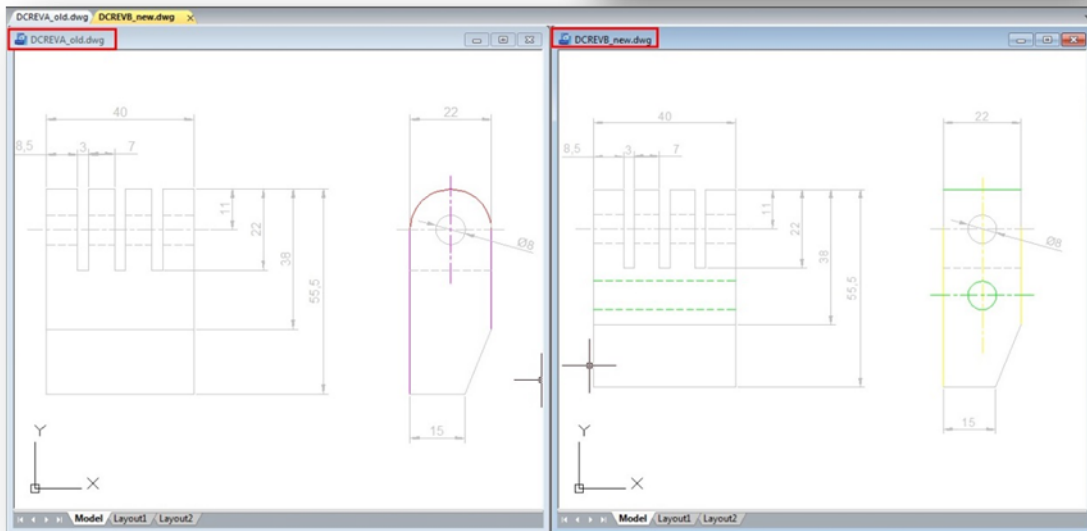 DCREVA_old.dwg DCREVB_new.dwg
DCREVA_old.dwg
40
22
8,5
3
7
11
22
38
55,5
Ø8
15
Y
X
Model Layout1 Layout2
DCREVB_new.dwg
40
22
8,5
3
7
11
22
38
55,5
Ø8
15
Y
X
Model Layout1 Layout2